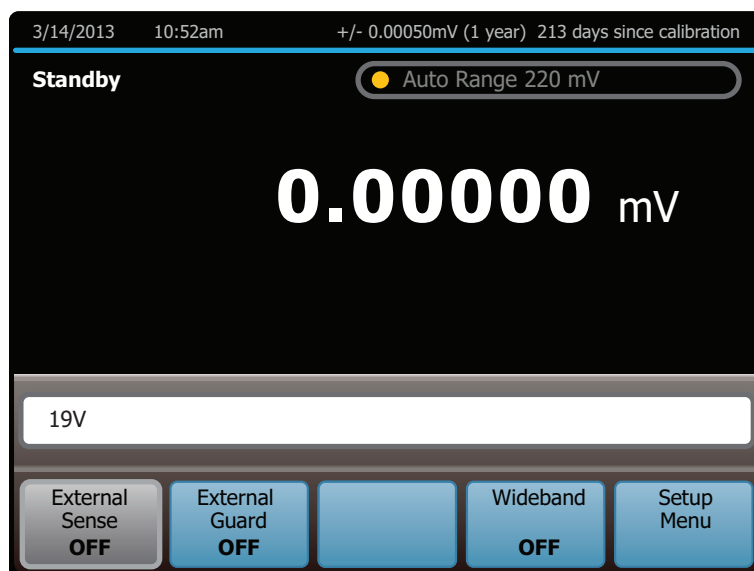 3/14/2013 10:52am +/- 0.00050mV (1 year) 213 days since calibration
Standby Auto Range 220 mV
0.00000 mV
19V
External Sense OFF
External Guard OFF
Wideband OFF
Setup Menu